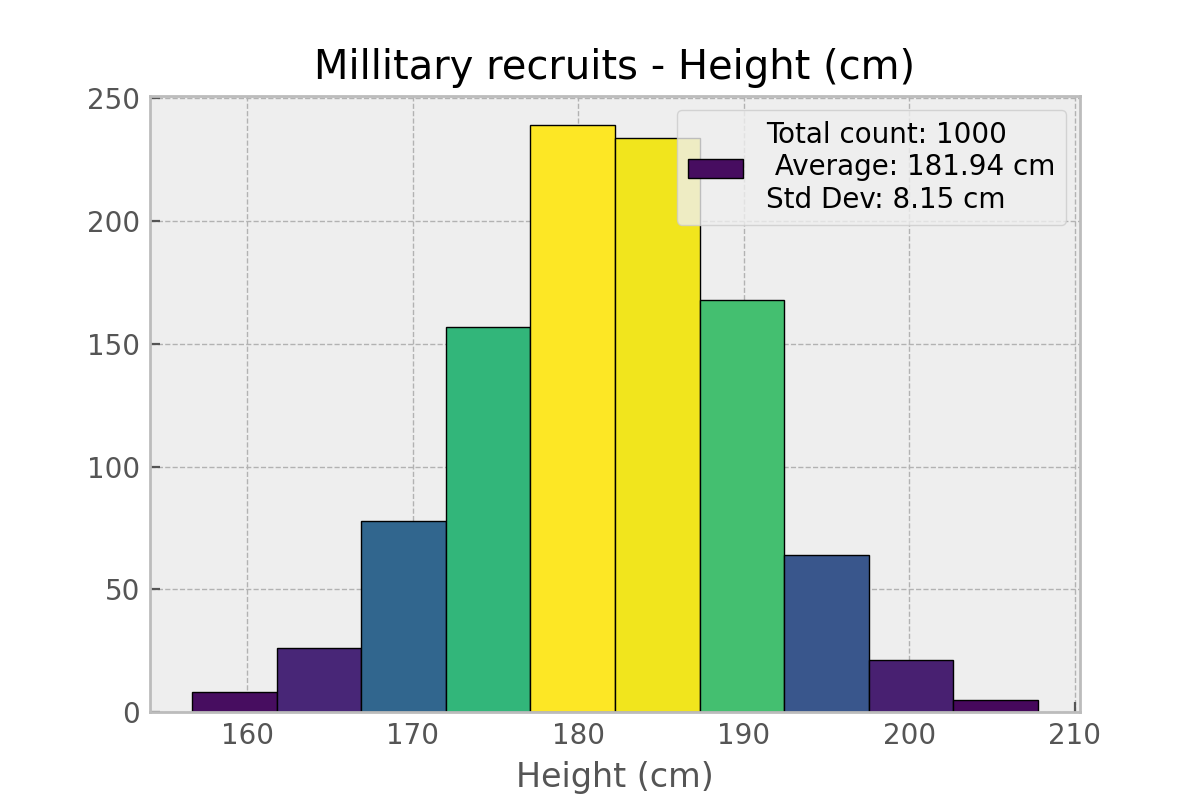 Millitary recruits - Height (cm)
250
200
150
100
50
0
Total count: 1000
Average: 181.94 cm
Std Dev: 8.15 cm
160 170 180 190 200 210
Height (cm)